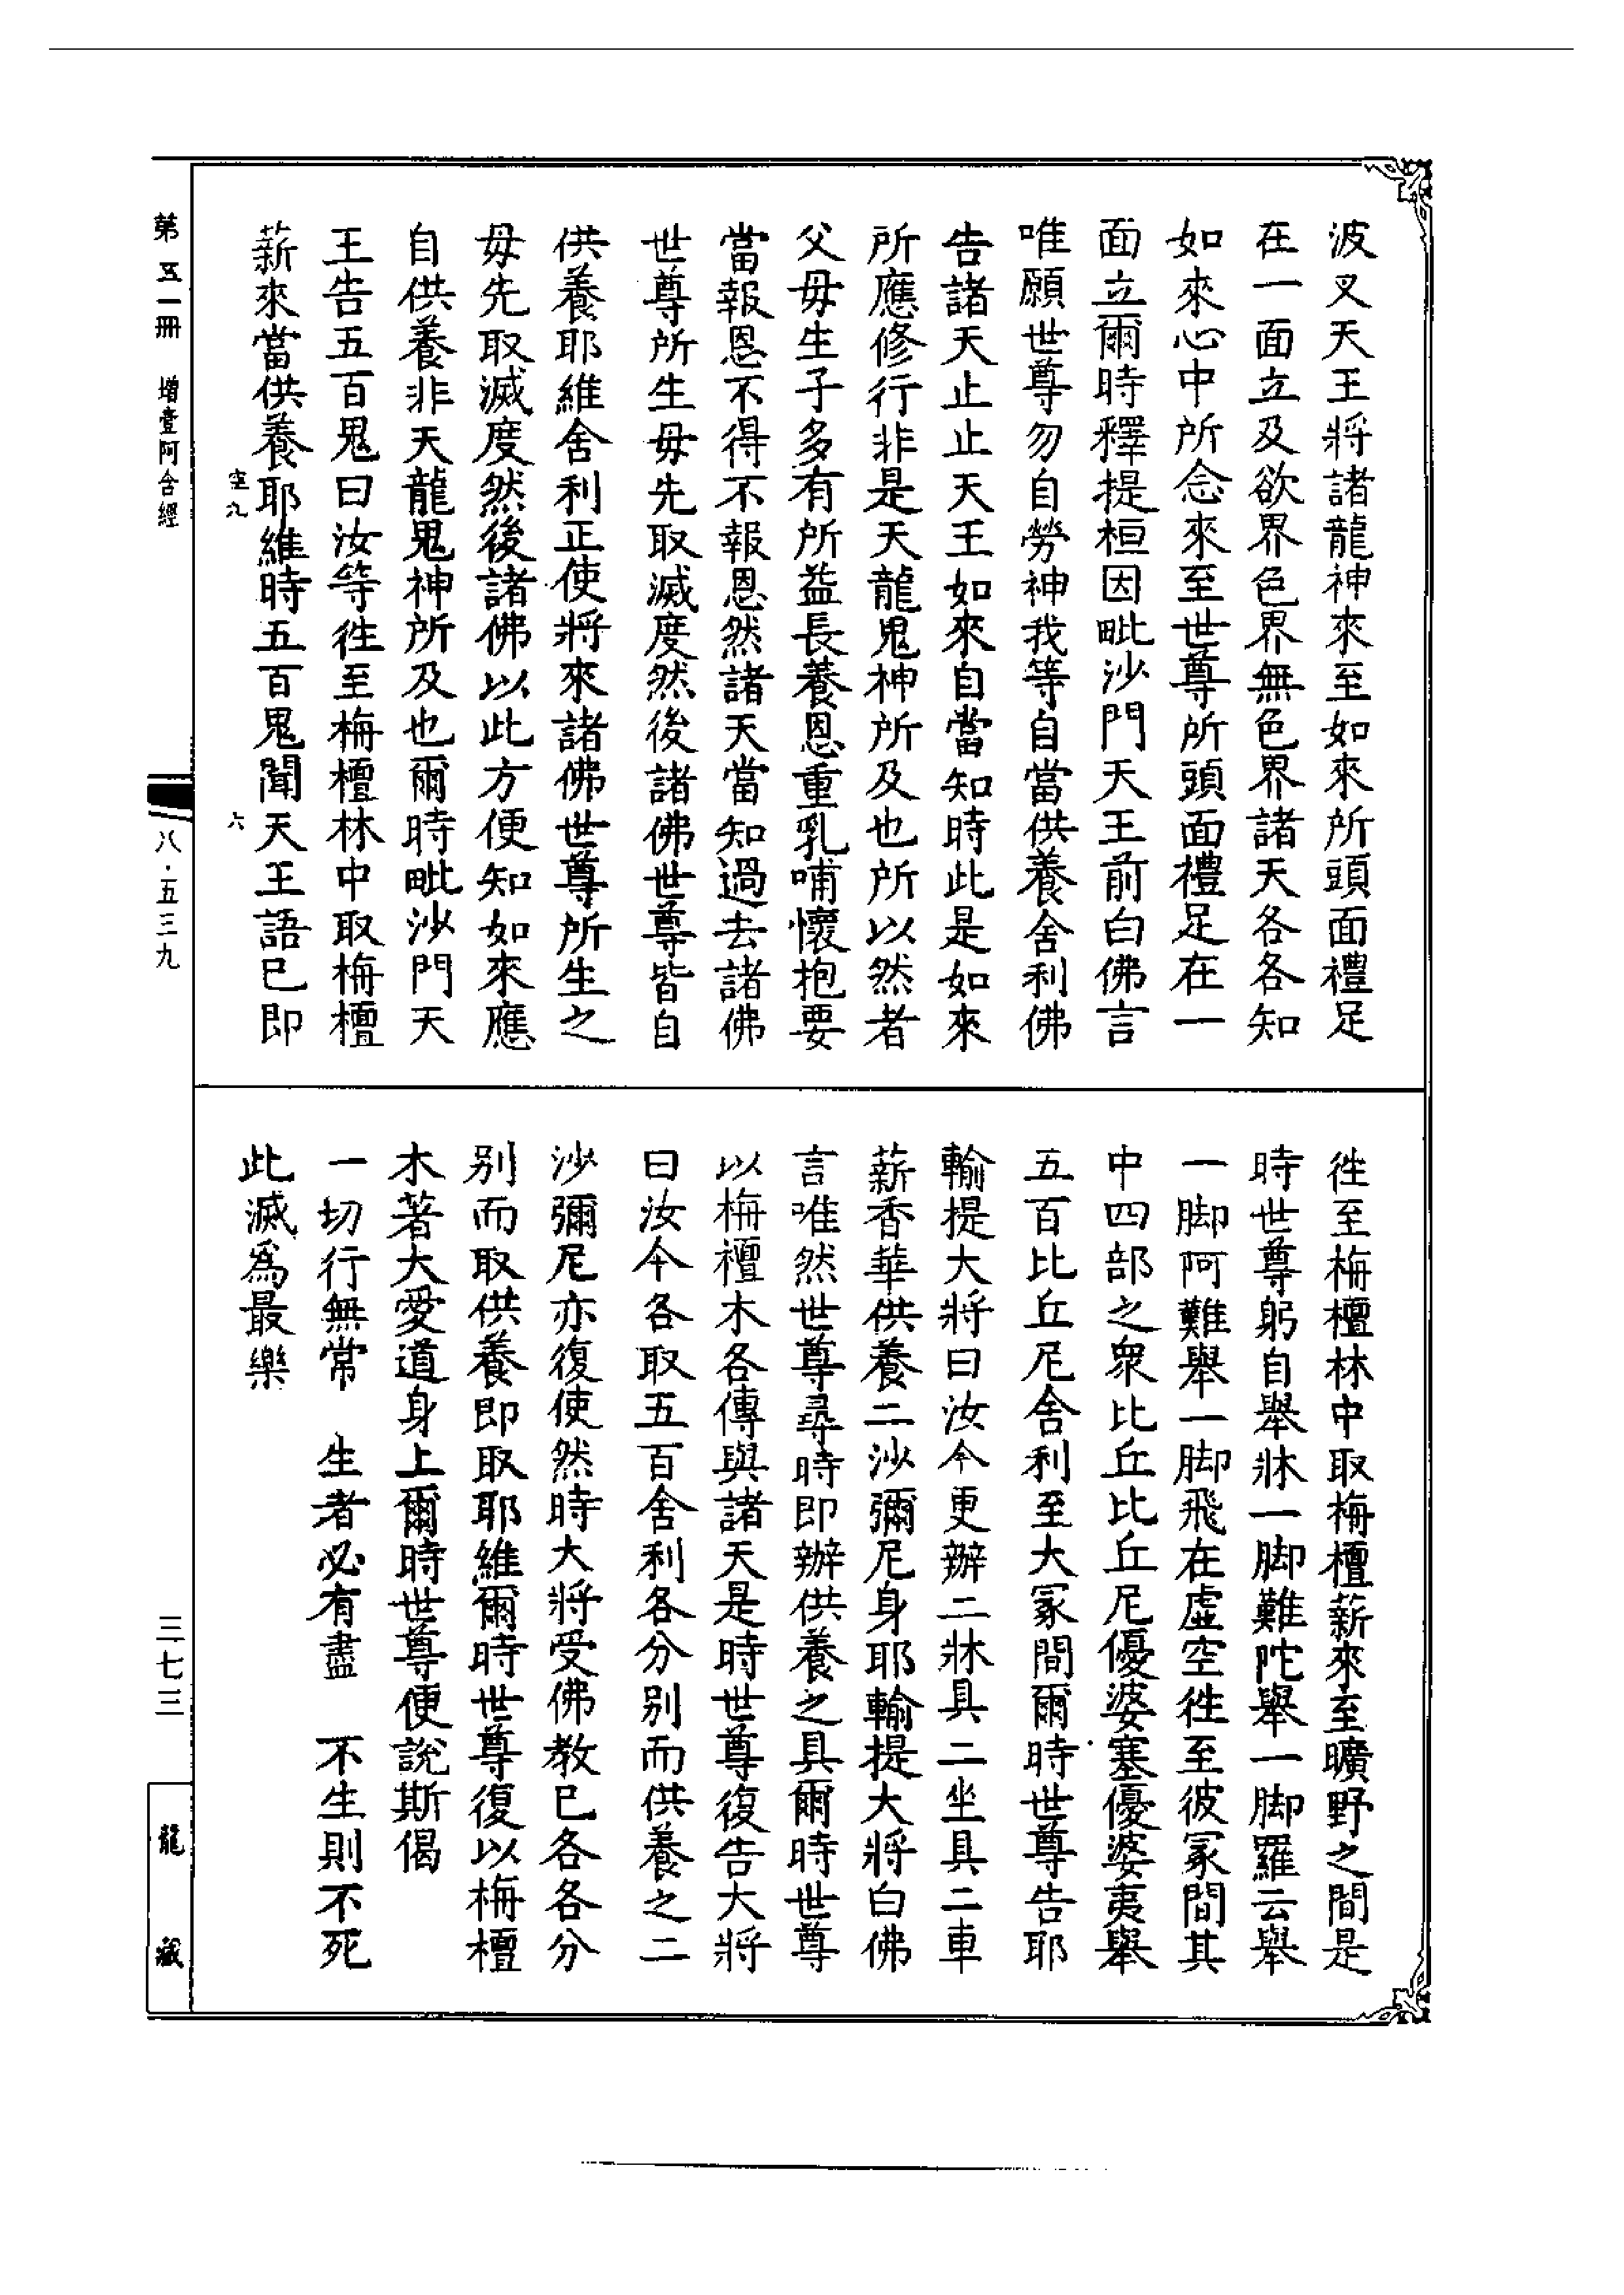 波叉天王將諸龍神來至如來所頭面禮足
在一面立及欲界色界無色界諸天各各知
如來心中所念來至世尊所頭面禮足在一
面立爾時釋提桓因毗沙門天王前白佛言
唯願世尊勿自勞神我等自當供養舍利佛
告諸天止止天王如來自當知時此是如來
所應修行非是天龍鬼神所及也所以然者
父母生子多有所益長養恩重乳哺懷抱要
當報恩不得不報恩然諸天當知過去諸佛
世尊所生母先取滅度然後諸佛世尊皆自
供養耶維舍利正使將來諸佛世尊所生之
母先取滅度然後諸佛以此方便知如來應
自供養非天龍鬼神所及也爾時毗沙門天
王告五百鬼曰汝等徃至栴檀林中取栴檀
薪來當供養耶維時五百鬼聞天王語已即
徃至栴檀林中取栴檀薪來至曠野之間是
時世尊躬自舉牀一脚難陀舉一脚羅云舉
一脚阿難舉一脚飛在虛空徃至彼冢間其
中四部之衆比丘比丘尼優婆塞優婆夷舉
五百比丘尼舍利至大冢間爾時世尊告耶
輸提大將曰汝今更辦二牀具二坐具二車
薪香華供養二沙彌尼身耶輸提大將白佛
言唯然世尊尋時即辦供養之具爾時世尊
以栴檀木各傳與諸天是時世尊復告大將
曰汝今各取五百舍利各分别而供養之二
沙彌尼亦復使然時大將受佛教已各各分
别而取供養即取耶維爾時世尊復以栴檀
木著大愛道身上爾時世尊便說斯偈
一切行無常　生者必有盡　不生則不死
此滅爲最樂
空九　六
第五一冊　增壹阿含經　八·五三九　三七三　龍藏